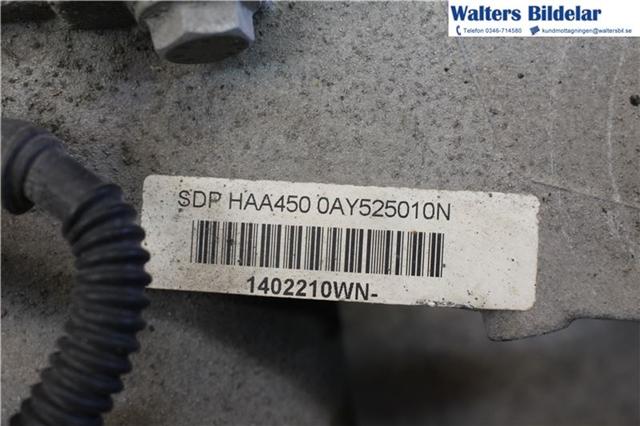 Walters Bildelar
Telefon 0346-714580 kundmottagningen@waltersbil.se
SDP HAA450 0AY525010N
1402210WN-